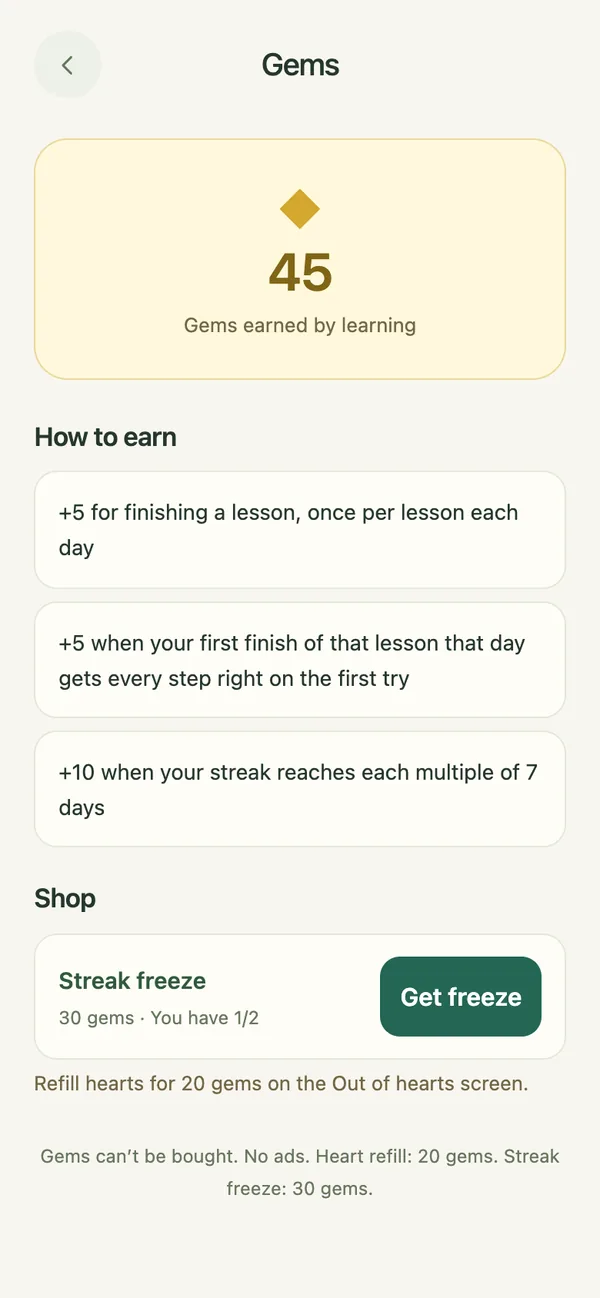 Gems
45
Gems earned by learning
How to earn
+5 for finishing a lesson, once per lesson each
day
+5 when your first finish of that lesson that day
gets every step right on the first try
+10 when your streak reaches each multiple of 7
days
Shop
Streak freeze
30 gems · You have 1/2
Get freeze
Refill hearts for 20 gems on the Out of hearts screen.
Gems can’t be bought. No ads. Heart refill: 20 gems. Streak
freeze: 30 gems.